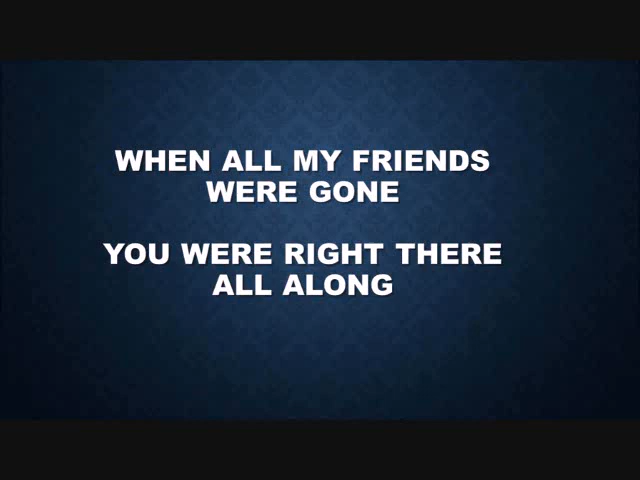 WHEN ALL MY FRIENDS
WERE GONE
YOU WERE RIGHT THERE
ALL ALONG